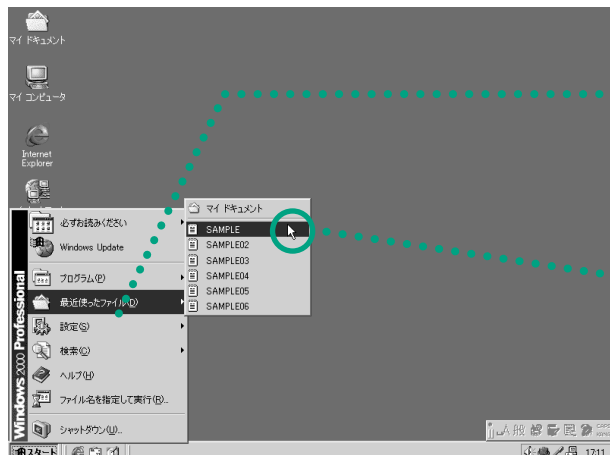 マイ ドキュメント
マイ コンピュータ
Internet
Explorer
必ずお読みください
Windows Update
プログラム(P)
最近使ったファイル(D)
設定(S)
検索(C)
ヘルプ(H)
ファイル名を指定して実行(R)...
シャットダウン(U)...
Windows 2000 Professional
マイ ドキュメント
SAMPLE
SAMPLE02
SAMPLE03
SAMPLE04
SAMPLE05
SAMPLE06
A 般
CAPS
KANA
スタート
17:11